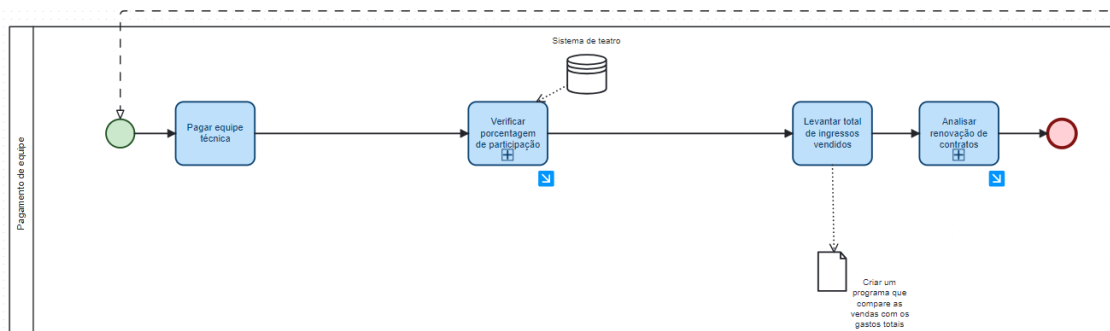 Sistema de teatro
Pagamento de equipe
Pagar equipe
técnica
Verificar
porcentagem
de participação
Levantar total
de ingressos
vendidos
Analisar
renovação de
contratos
Criar um
programa que
compare as
vendas com os
gastos totais